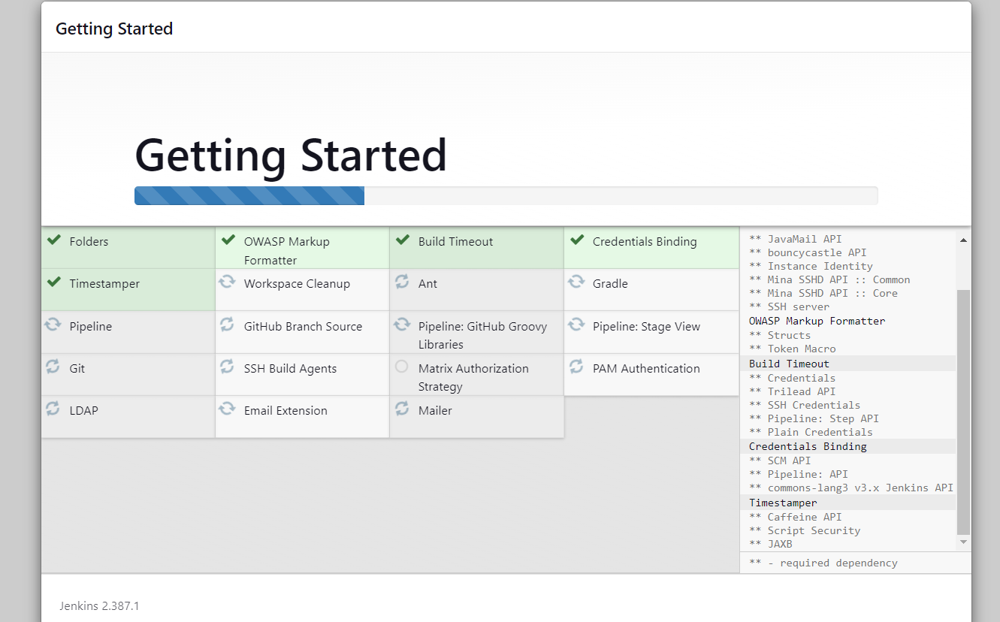 Getting Started
Getting Started
Folders
OWASP Markup
Formatter
Build Timeout
Credentials Binding
Timestamper
Workspace Cleanup
Ant
Gradle
Pipeline
GitHub Branch Source
Pipeline: GitHub Groovy
Libraries
Pipeline: Stage View
Git
SSH Build Agents
Matrix Authorization
Strategy
PAM Authentication
LDAP
Email Extension
Mailer
** JavaMail API
** bouncycastle API
** Instance Identity
** Mina SSHD API :: Common
** Mina SSHD API :: Core
** SSH server
OWASP Markup Formatter
** Structs
** Token Macro
Build Timeout
** Credentials
** Trilead API
** SSH Credentials
** Pipeline: Step API
** Plain Credentials
Credentials Binding
** SCM API
** Pipeline: API
** commons-lang3 v3.x Jenkins API
Timestamper
** Caffeine API
** Script Security
** JAXB
** - required dependency
Jenkins 2.387.1